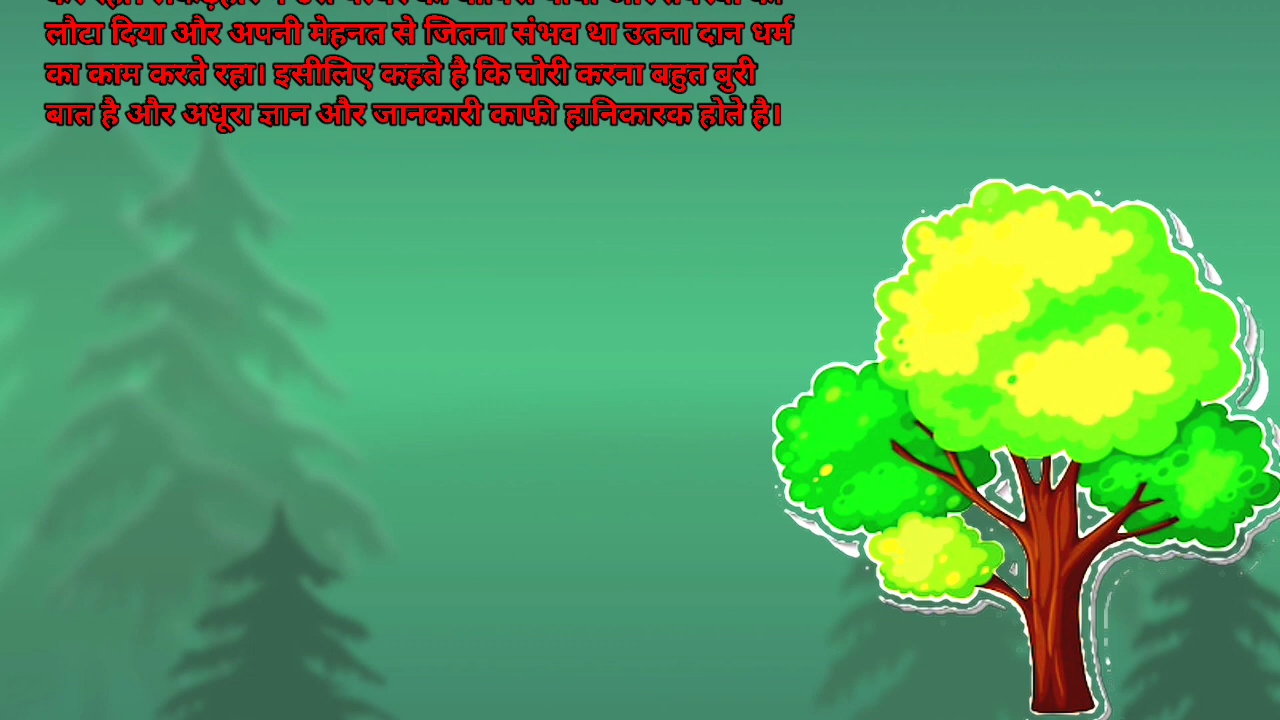 लौटा दिया और अपनी मेहनत से जितना संभव था उतना दान धर्म
का काम करते रहा। इसीलिए कहते है कि चोरी करना बहुत बुरी
बात है और अधूरा ज्ञान और जानकारी काफी हानिकारक होते है।